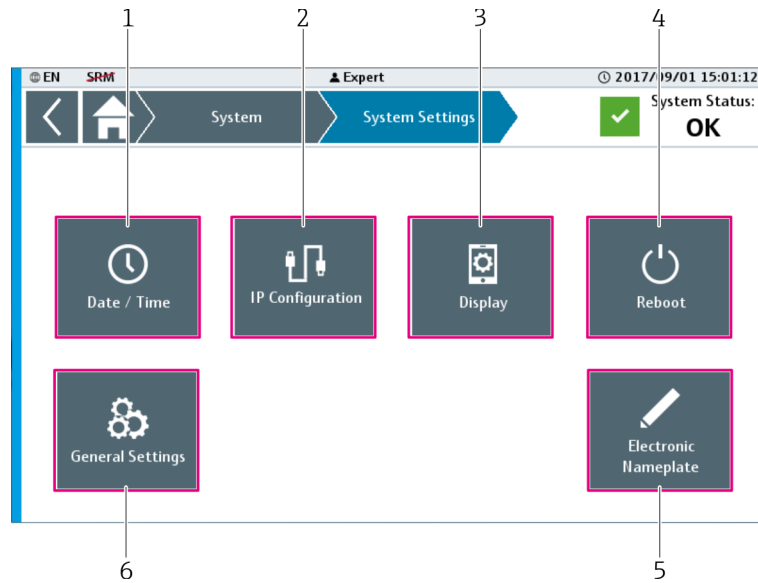 1 2 3 4
EN SRM Expert 2017/09/01 15:01:12
System System Settings System Status:
OK
Date / Time IP Configuration Display Reboot
General Settings Electronic
Nameplate
6 5